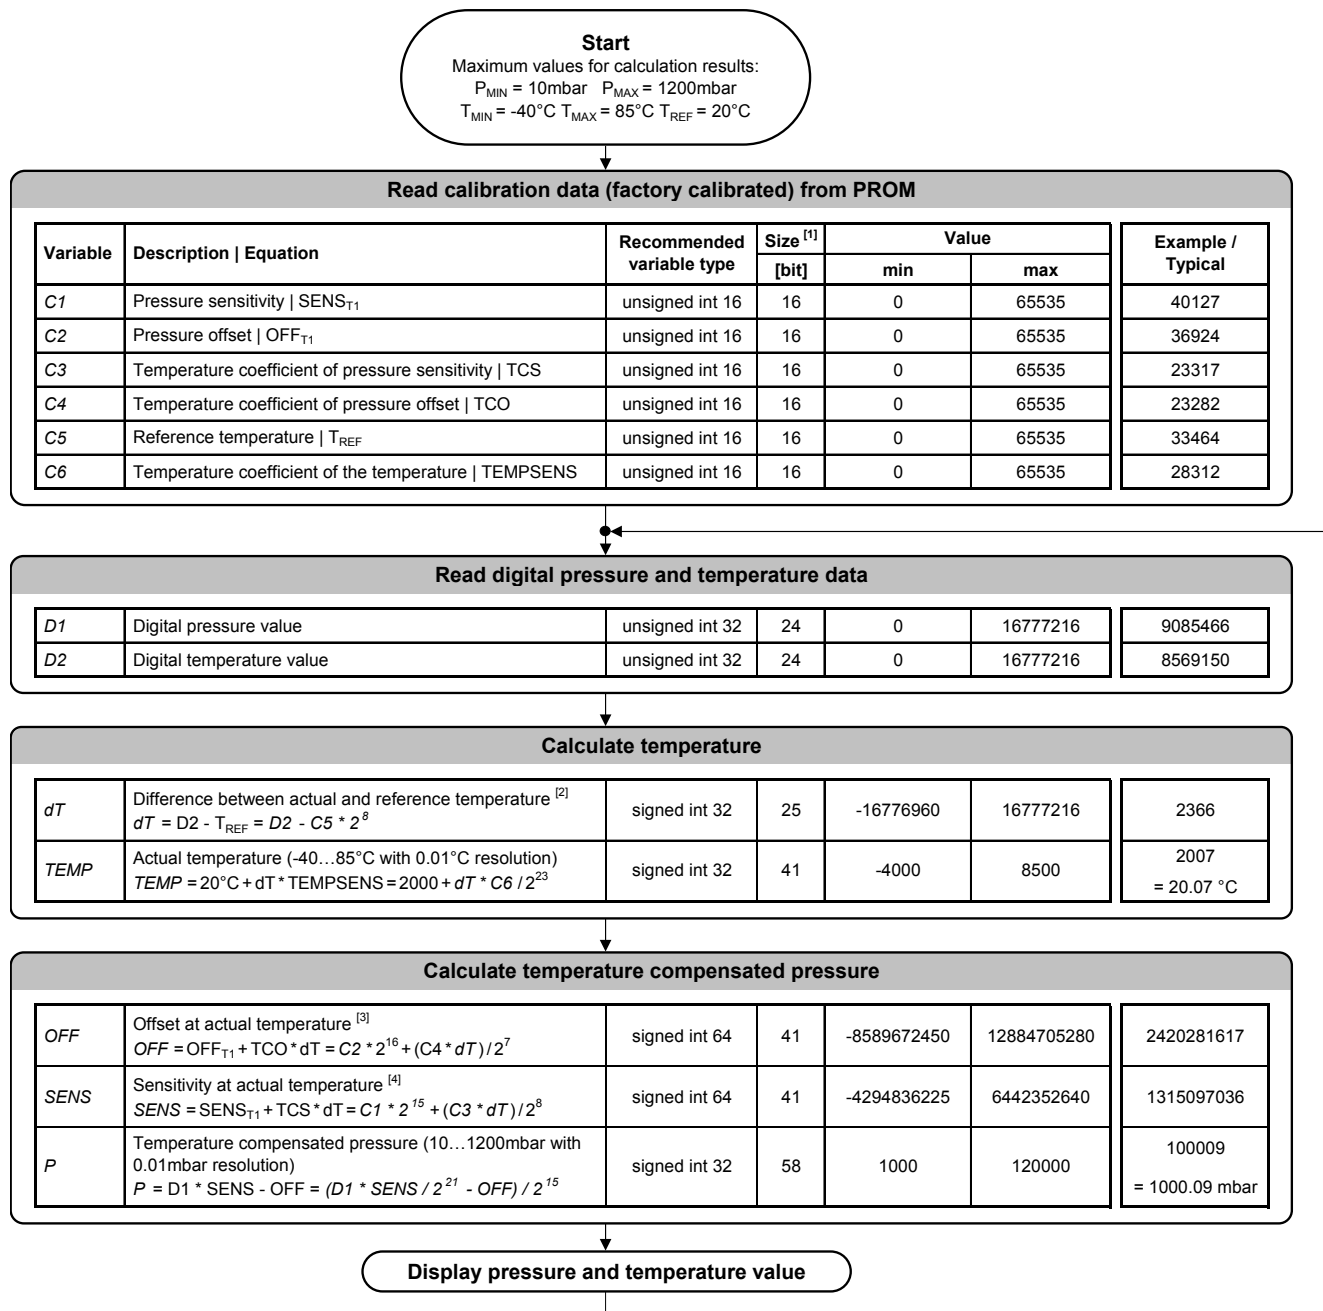 Start
Maximum values for calculation results:
PMIN = 10mbar PMAX = 1200mbar
TMIN = -40°C TMAX = 85°C TREF = 20°C
Read calibration data (factory calibrated) from PROM
Variable Description | Equation Recommended variable type Size [1] [bit] Value min max Example / Typical
C1 Pressure sensitivity | SENST1 unsigned int 16 16 0 65535 40127
C2 Pressure offset | OFFT1 unsigned int 16 16 0 65535 36924
C3 Temperature coefficient of pressure sensitivity | TCS unsigned int 16 16 0 65535 23317
C4 Temperature coefficient of pressure offset | TCO unsigned int 16 16 0 65535 23282
C5 Reference temperature | TREF unsigned int 16 16 0 65535 33464
C6 Temperature coefficient of the temperature | TEMPSENS unsigned int 16 16 0 65535 28312
Read digital pressure and temperature data
D1 Digital pressure value unsigned int 32 24 0 16777216 9085466
D2 Digital temperature value unsigned int 32 24 0 16777216 8569150
Calculate temperature
dT Difference between actual and reference temperature [2]
dT = D2 - TREF = D2 - C5 * 2^8 signed int 32 25 -16776960 16777216 2366
TEMP Actual temperature (-40…85°C with 0.01°C resolution)
TEMP = 20°C + dT * TEMPSENS = 2000 + dT * C6 / 2^23 signed int 32 41 -4000 8500 2007
= 20.07 °C
Calculate temperature compensated pressure
OFF Offset at actual temperature [3]
OFF = OFFT1 + TCO * dT = C2 * 2^16 + (C4 * dT) / 2^7 signed int 64 41 -8589672450 12884705280 2420281617
SENS Sensitivity at actual temperature [4]
SENS = SENST1 + TCS * dT = C1 * 2^15 + (C3 * dT) / 2^8 signed int 64 41 -4294836225 6442352640 1315097036
P Temperature compensated pressure (10…1200mbar with
0.01mbar resolution)
P = D1 * SENS - OFF = (D1 * SENS / 2^21 - OFF) / 2^15 signed int 32 58 1000 120000 100009
= 1000.09 mbar
Display pressure and temperature value